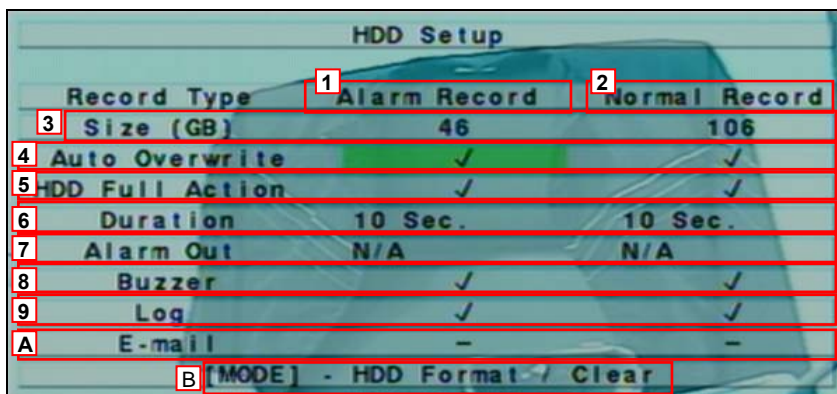 HDD Setup
1 2
Record Type Alarm Record Normal Record
3 Size (GB) 46 106
4 Auto Overwrite ✓ ✓
5 HDD Full Action ✓ ✓
6 Duration 10 Sec. 10 Sec.
7 Alarm Out N/A N/A
8 Buzzer ✓ ✓
9 Log ✓ ✓
A E-mail – –
B [MODE] - HDD Format / Clear